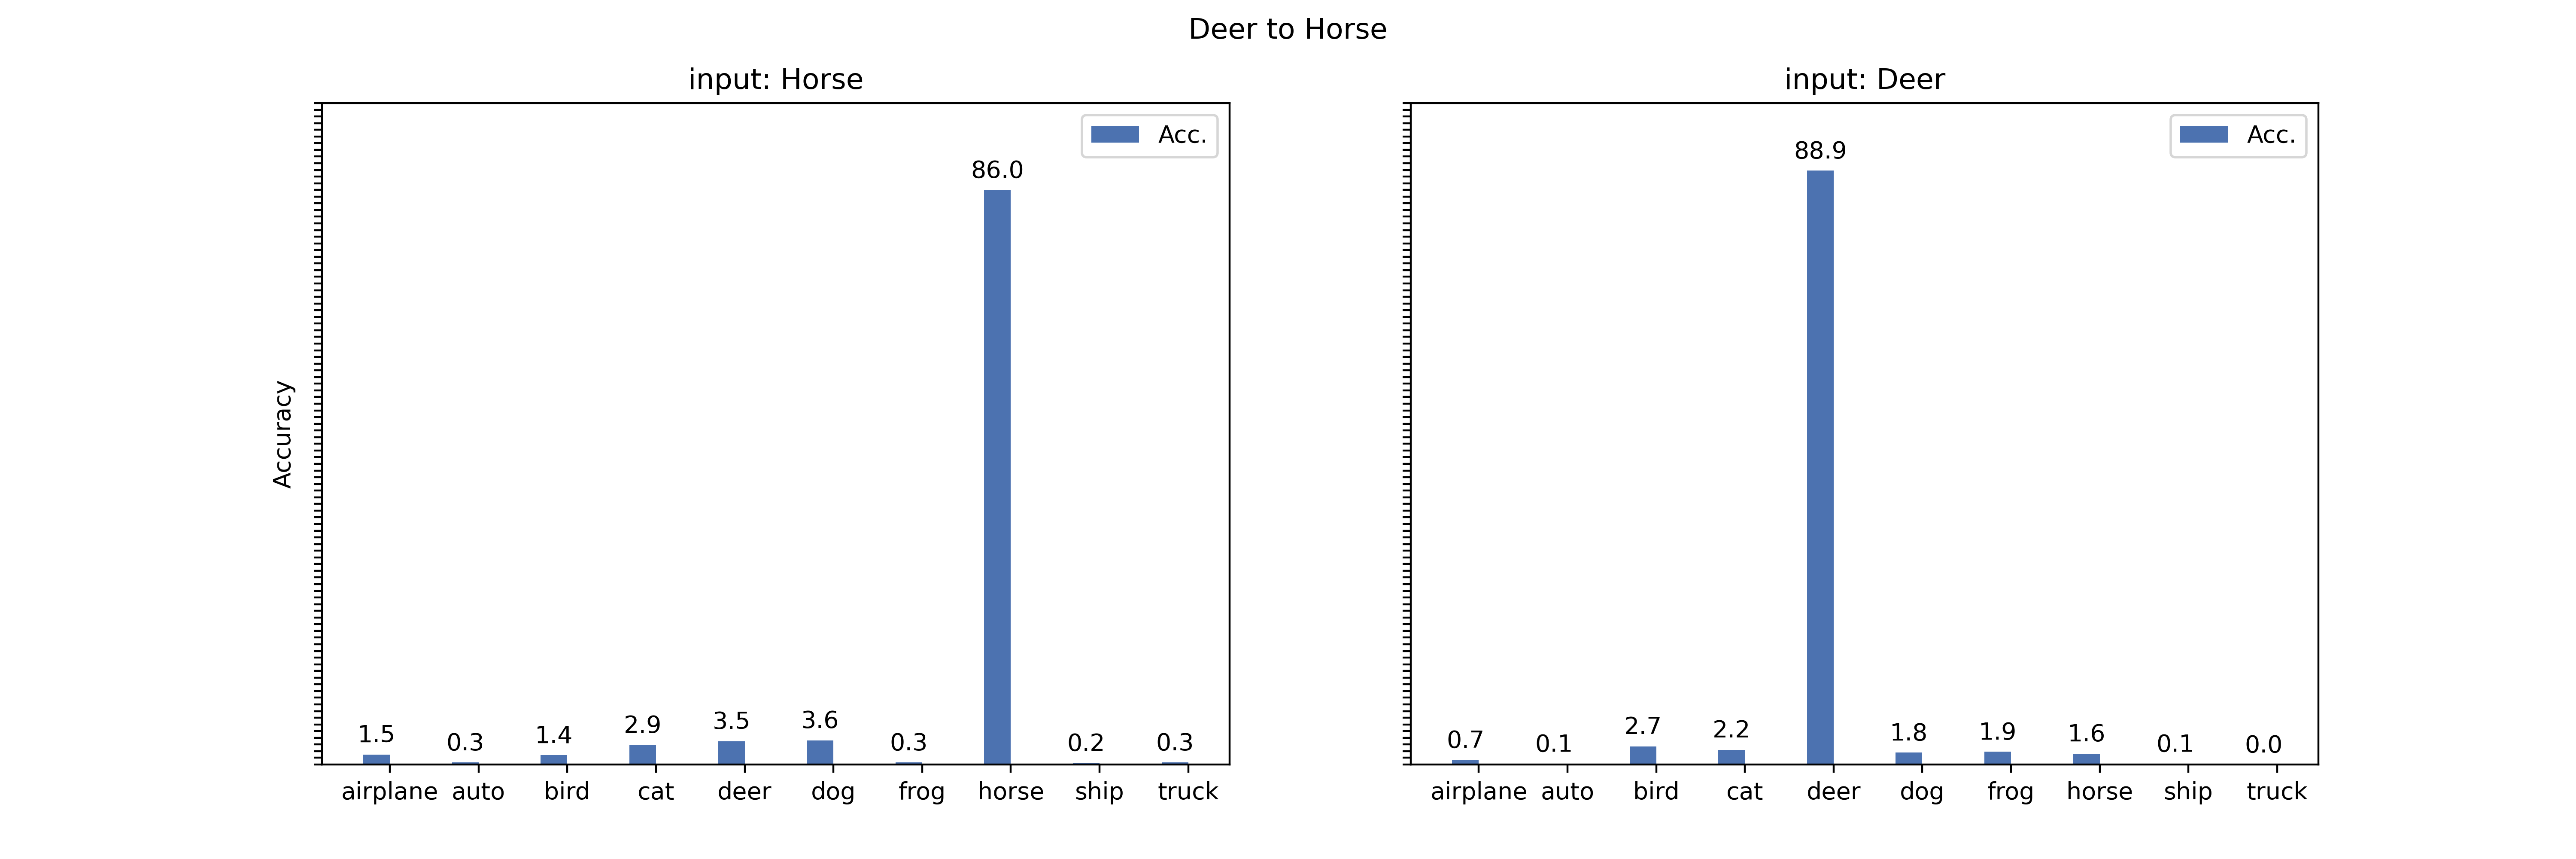 Deer to Horse
input: Horse
Acc.
86.0
1.5 0.3 1.4 2.9 3.5 3.6 0.3 0.2 0.3
Accuracy
airplane auto bird cat deer dog frog horse ship truck
input: Deer
Acc.
88.9
0.7 0.1 2.7 2.2 1.8 1.9 1.6 0.1 0.0
airplane auto bird cat deer dog frog horse ship truck